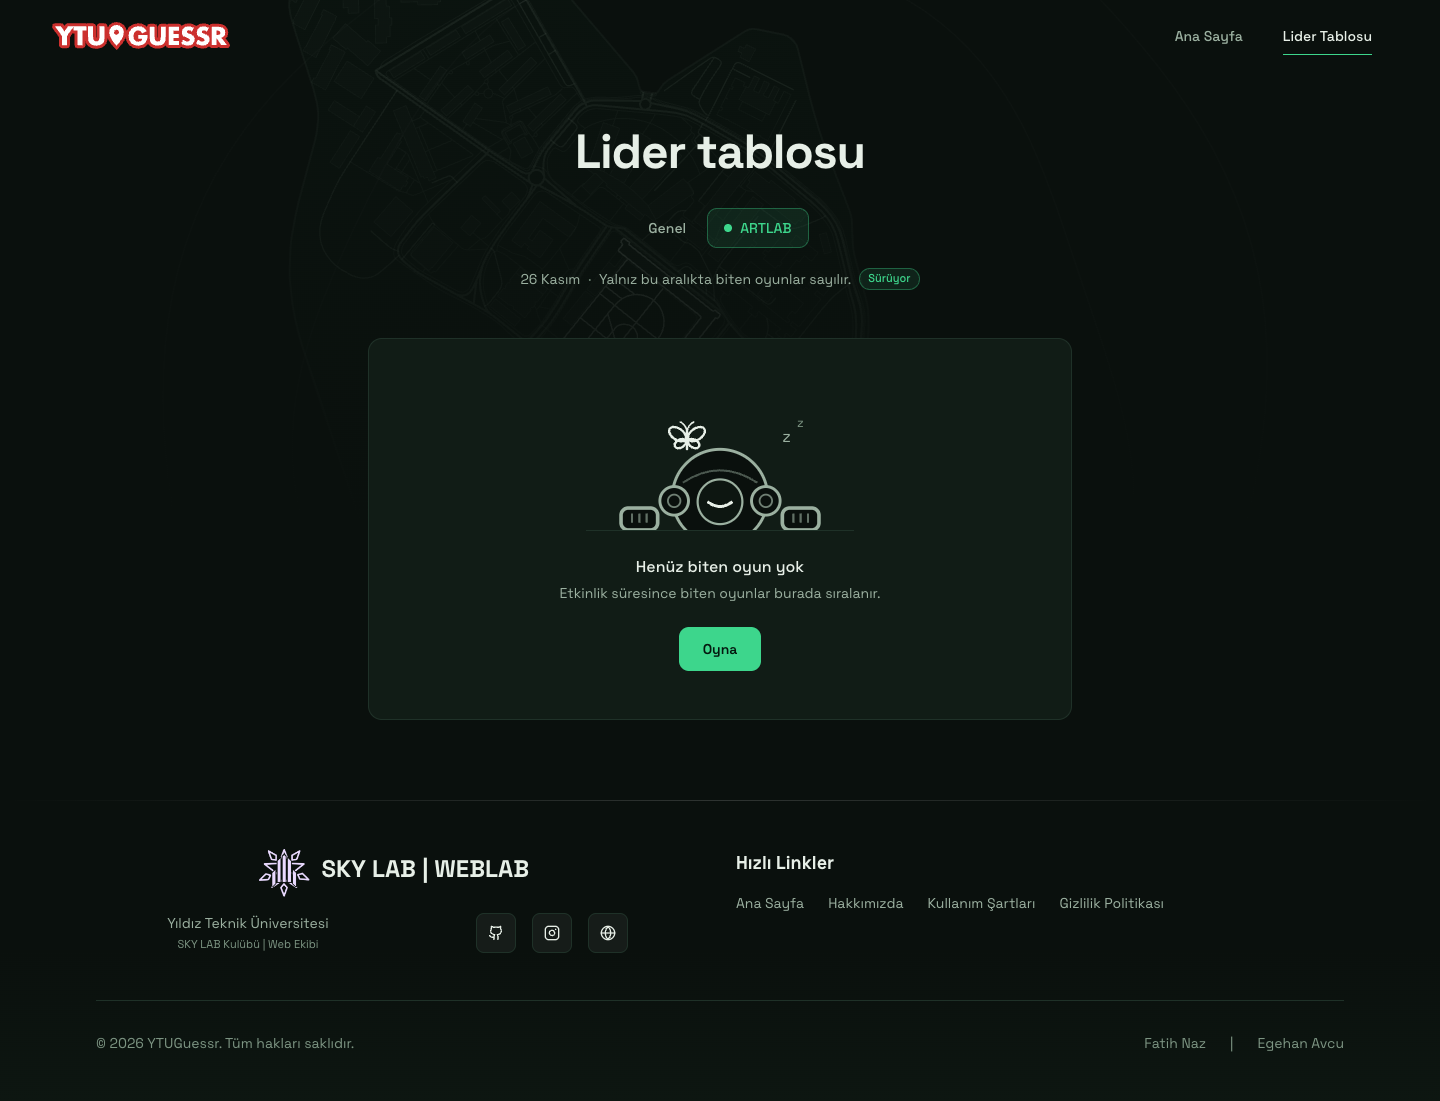 YTU GUESSR
Ana Sayfa
Lider Tablosu
Lider tablosu
Genel
ARTLAB
26 Kasım · Yalnız bu aralıkta biten oyunlar sayılır.
Sürüyor
z
z
Henüz biten oyun yok
Etkinlik süresince biten oyunlar burada sıralanır.
Oyna
SKY LAB | WEBLAB
Yıldız Teknik Üniversitesi
SKY LAB Kulübü | Web Ekibi
Hızlı Linkler
Ana Sayfa
Hakkımızda
Kullanım Şartları
Gizlilik Politikası
© 2026 YTUGuessr. Tüm hakları saklıdır.
Fatih Naz | Egehan Avcu